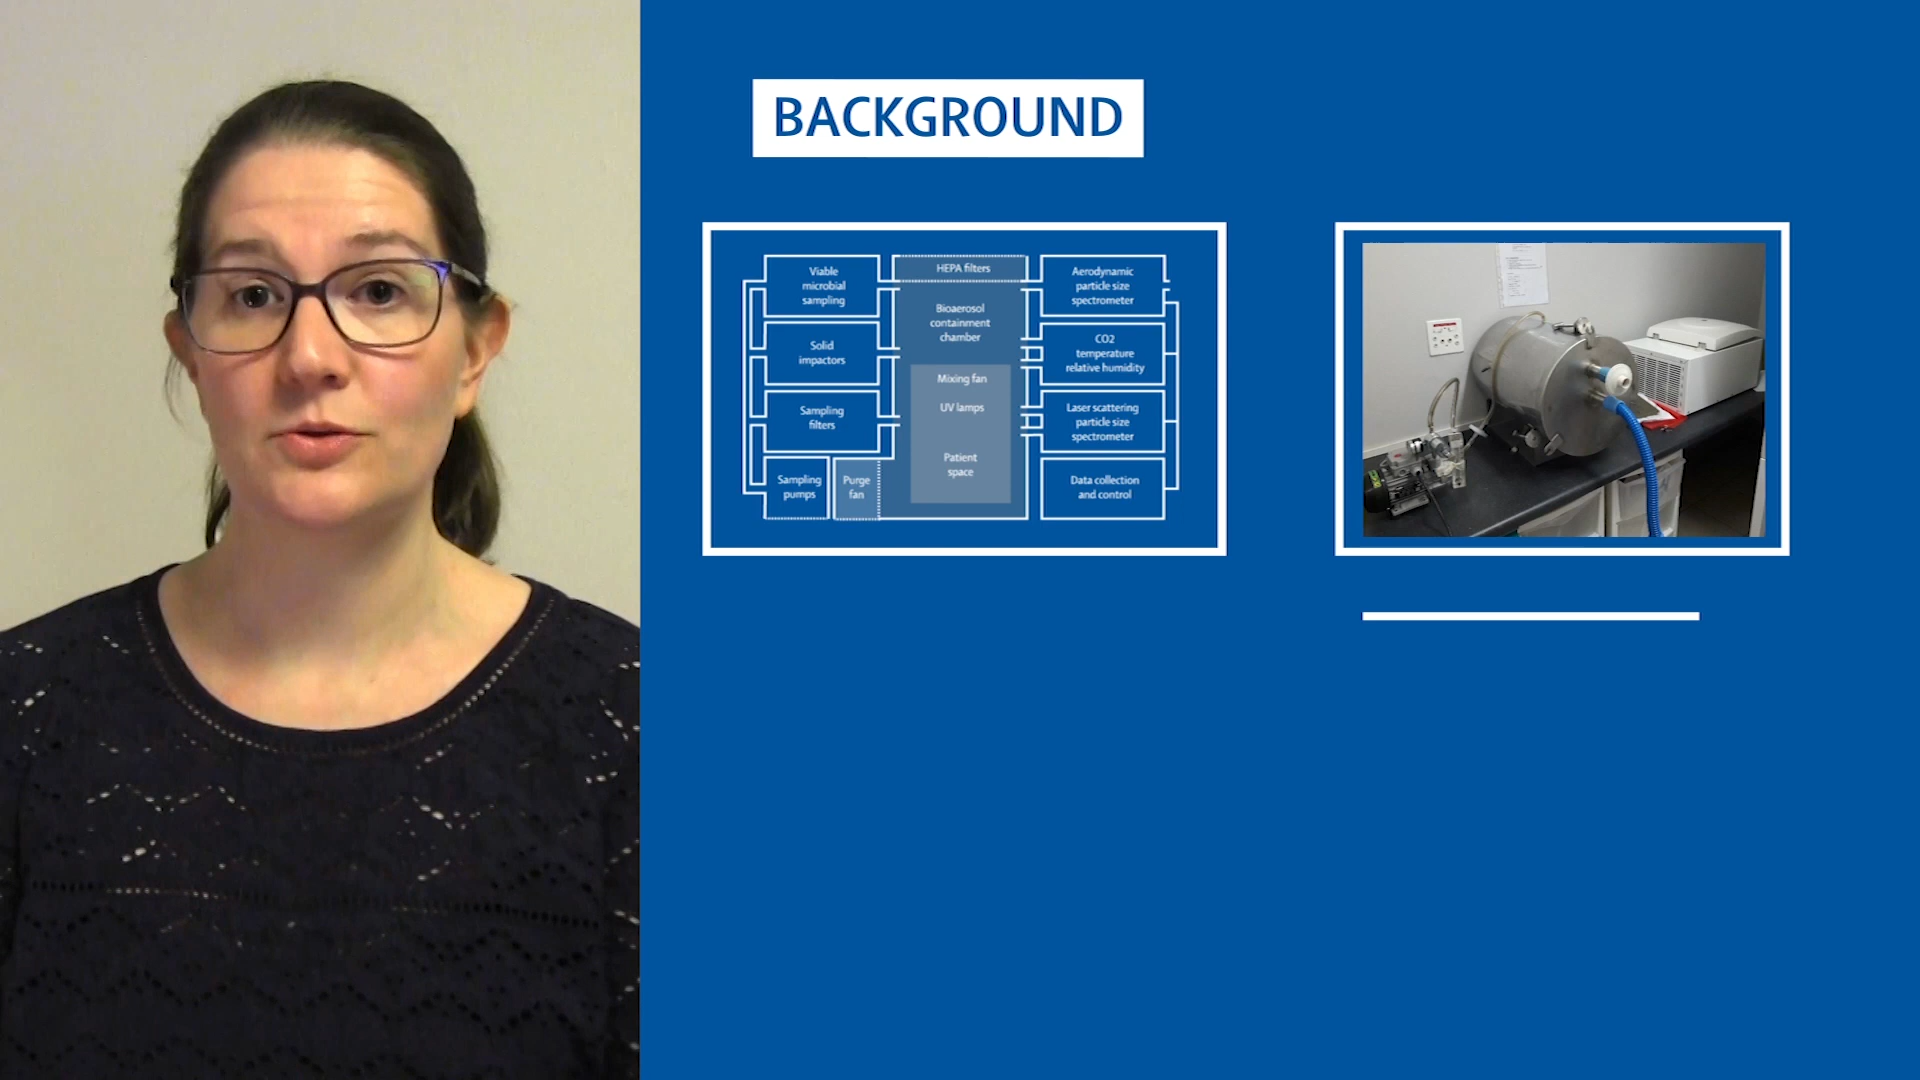 BACKGROUND
Viable
microbial
sampling
Solid
impactors
Sampling
filters
Sampling
pumps
Purge
fan
HEPA filters
Bioaerosol
containment
chamber
Mixing fan
UV lamps
Patient
space
Aerodynamic
particle size
spectrometer
CO2
temperature
relative humidity
Laser scattering
particle size
spectrometer
Data collection
and control